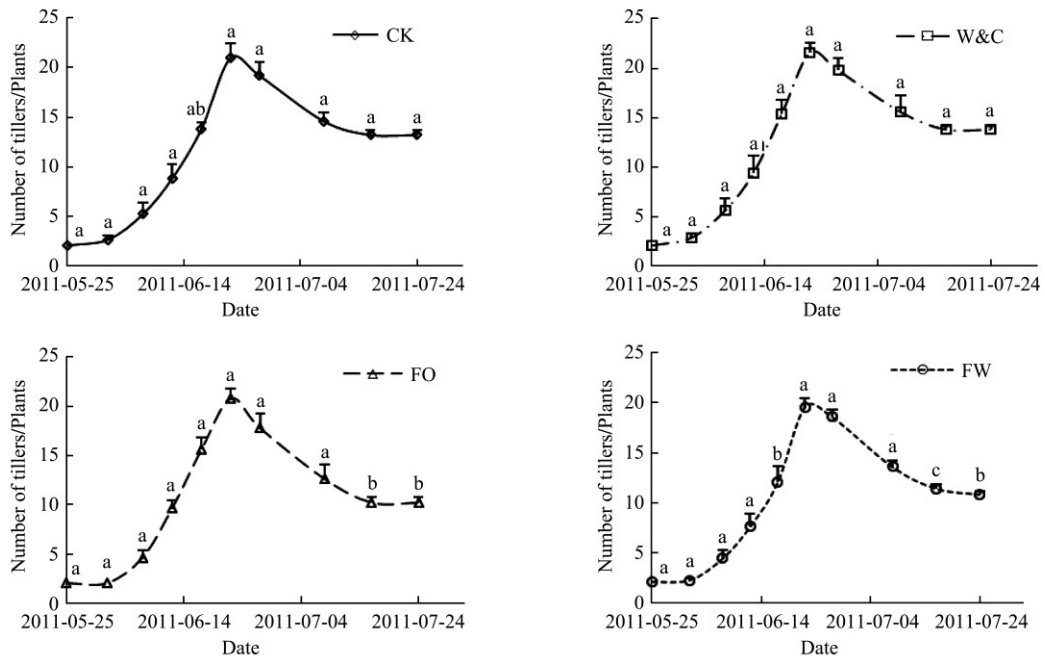 CK
Number of tillers/Plants
25
20
15
10
5
0
a a a a ab a a a a a
2011-05-25 2011-06-14 2011-07-04 2011-07-24
Date
W&C
Number of tillers/Plants
25
20
15
10
5
0
a a a a a a a a a a
2011-05-25 2011-06-14 2011-07-04 2011-07-24
Date
FO
Number of tillers/Plants
25
20
15
10
5
0
a a a a a a a a b b
2011-05-25 2011-06-14 2011-07-04 2011-07-24
Date
FW
Number of tillers/Plants
25
20
15
10
5
0
a a a a b a a a c b
2011-05-25 2011-06-14 2011-07-04 2011-07-24
Date